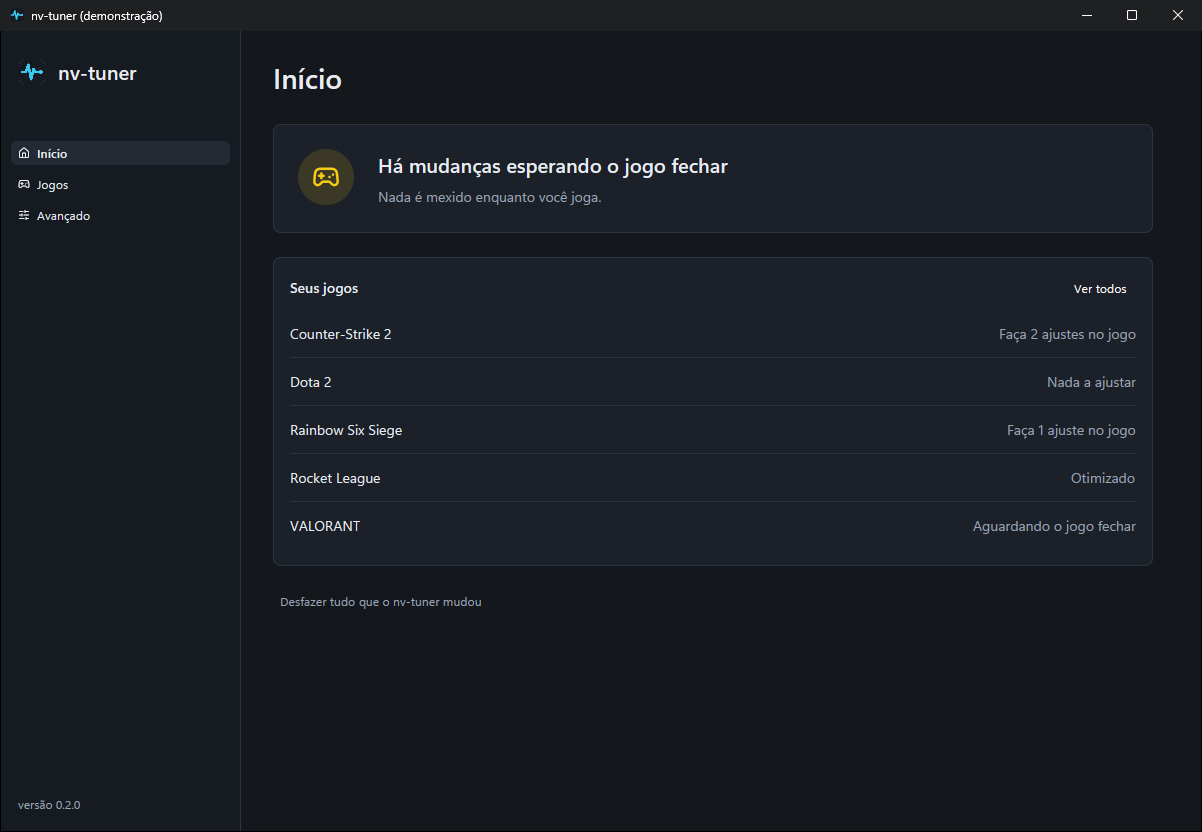 nv-tuner (demonstração)
nv-tuner
Início
Jogos
Avançado
versão 0.2.0
Início
Há mudanças esperando o jogo fechar
Nada é mexido enquanto você joga.
Seus jogos Ver todos
Counter-Strike 2 Faça 2 ajustes no jogo
Dota 2 Nada a ajustar
Rainbow Six Siege Faça 1 ajuste no jogo
Rocket League Otimizado
VALORANT Aguardando o jogo fechar
Desfazer tudo que o nv-tuner mudou